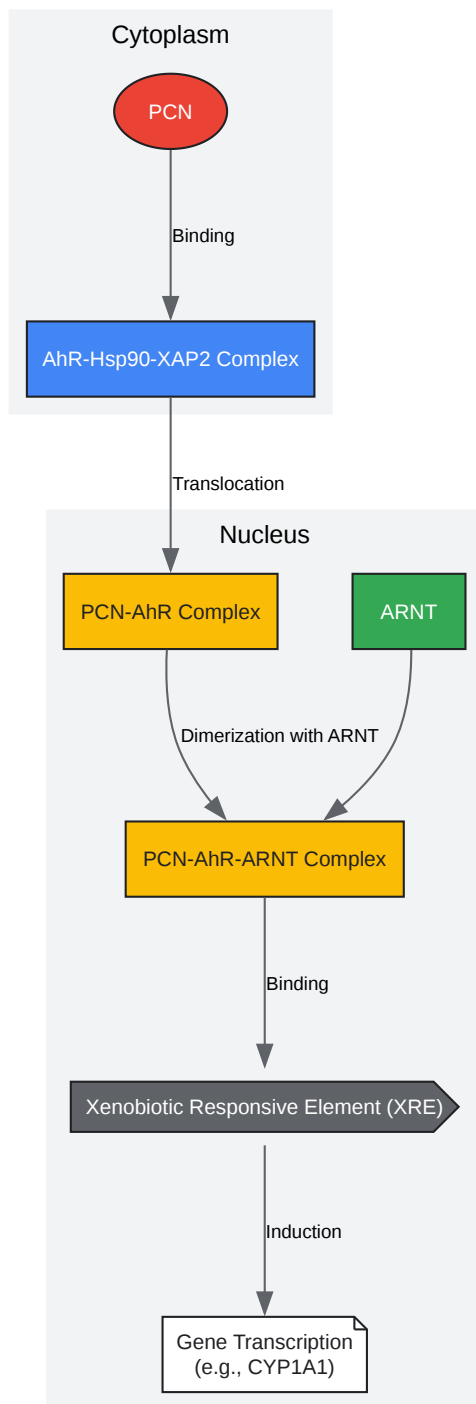 Cytoplasm
PCN
Binding
AhR-Hsp90-XAP2 Complex
Translocation
Nucleus
PCN-AhR Complex
ARNT
Dimerization with ARNT
PCN-AhR-ARNT Complex
Binding
Xenobiotic Responsive Element (XRE)
Induction
Gene Transcription
(e.g., CYP1A1)